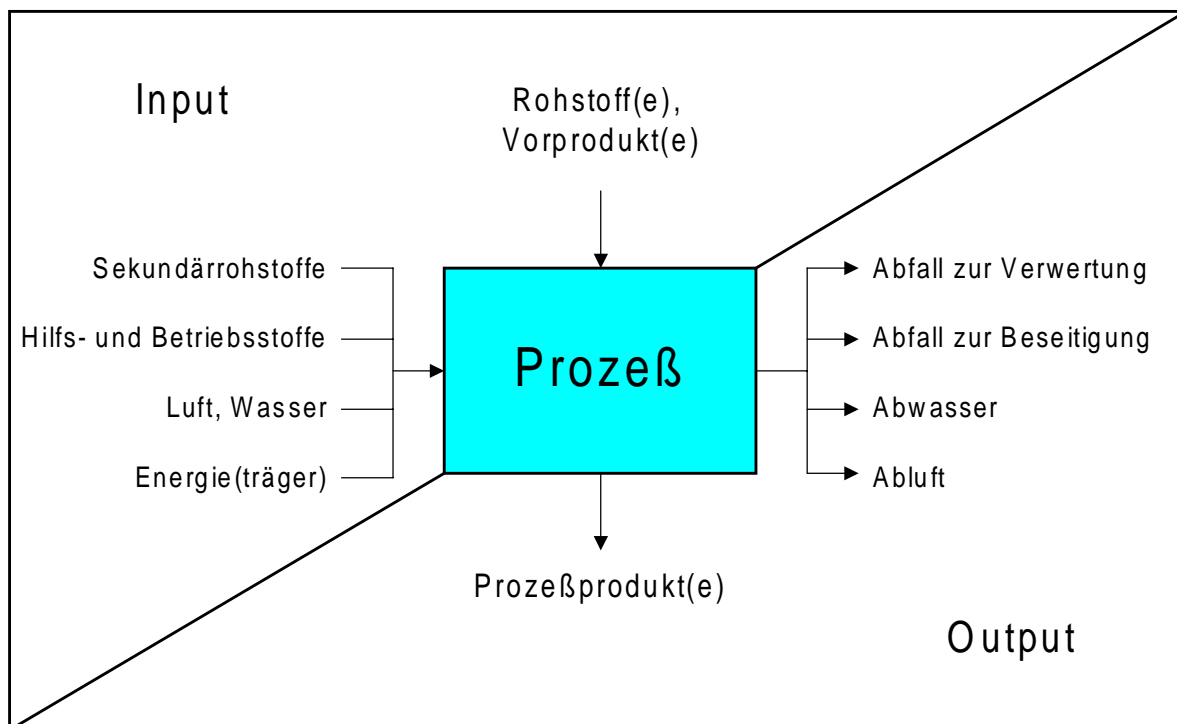 Input
Rohstoff(e),
Vorprodukt(e)
Sekundärrohstoffe
Hilfs- und Betriebsstoffe
Luft, Wasser
Energie(träger)
Prozeß
Abfall zur Verwertung
Abfall zur Beseitigung
Abwasser
Abluft
Prozeßprodukt(e)
Output